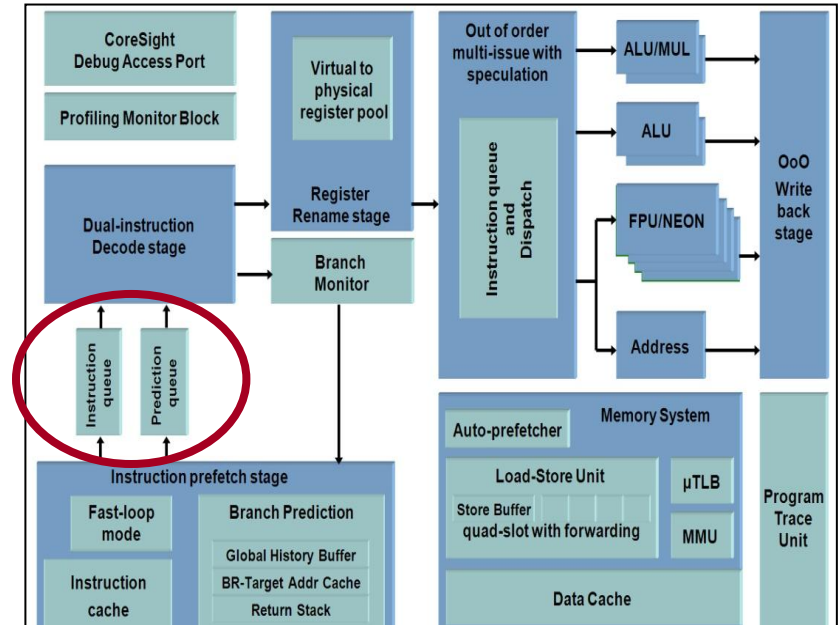 CoreSight
Debug Access Port
Profiling Monitor Block
Virtual to
physical
register pool
Register
Rename stage
Out of order
multi-issue with
speculation
Instruction queue
and
Dispatch
ALU/MUL
ALU
FPU/NEON
Address
OoO
Write
back
stage
Dual-instruction
Decode stage
Branch
Monitor
Instruction
queue
Prediction
queue
Instruction prefetch stage
Fast-loop
mode
Instruction
cache
Branch Prediction
Global History Buffer
BR-Target Addr Cache
Return Stack
Memory System
Auto-prefetcher
Load-Store Unit
Store Buffer
quad-slot with forwarding
µTLB
MMU
Data Cache
Program
Trace
Unit